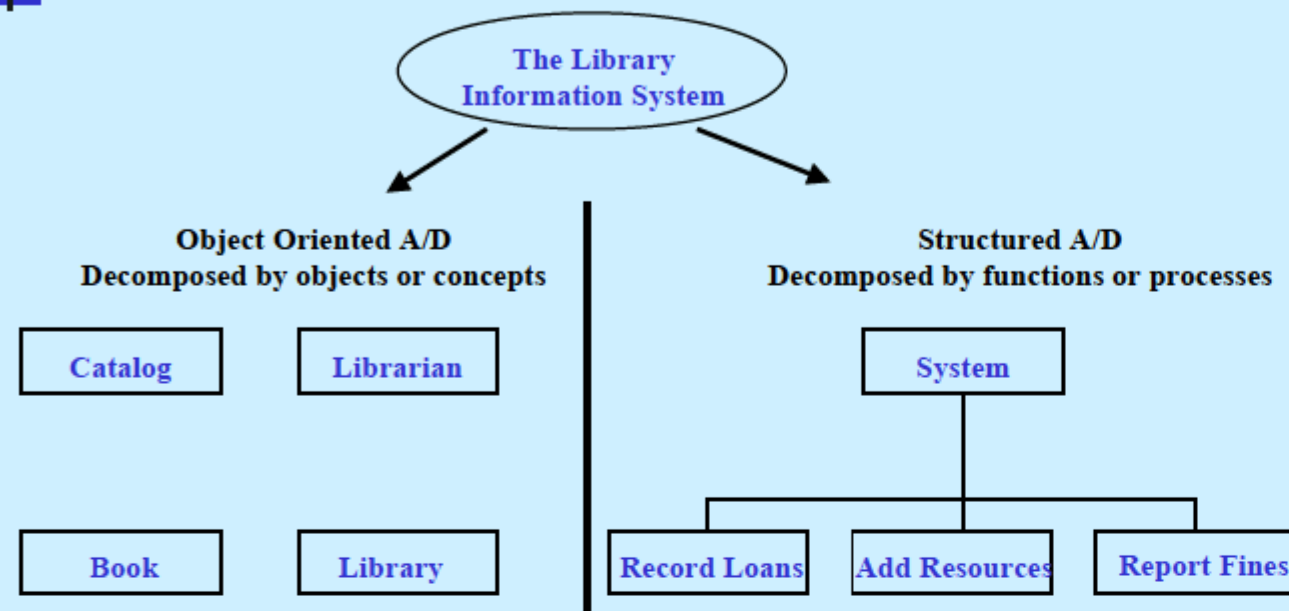 The Library
Information System
Object Oriented A/D
Decomposed by objects or concepts
Catalog
Librarian
Book
Library
Structured A/D
Decomposed by functions or processes
System
Record Loans
Add Resources
Report Fines